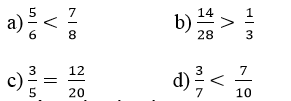 a) 5/6 < 7/8 b) 14/28 > 1/3
c) 3/5 = 12/20 d) 3/7 < 7/10